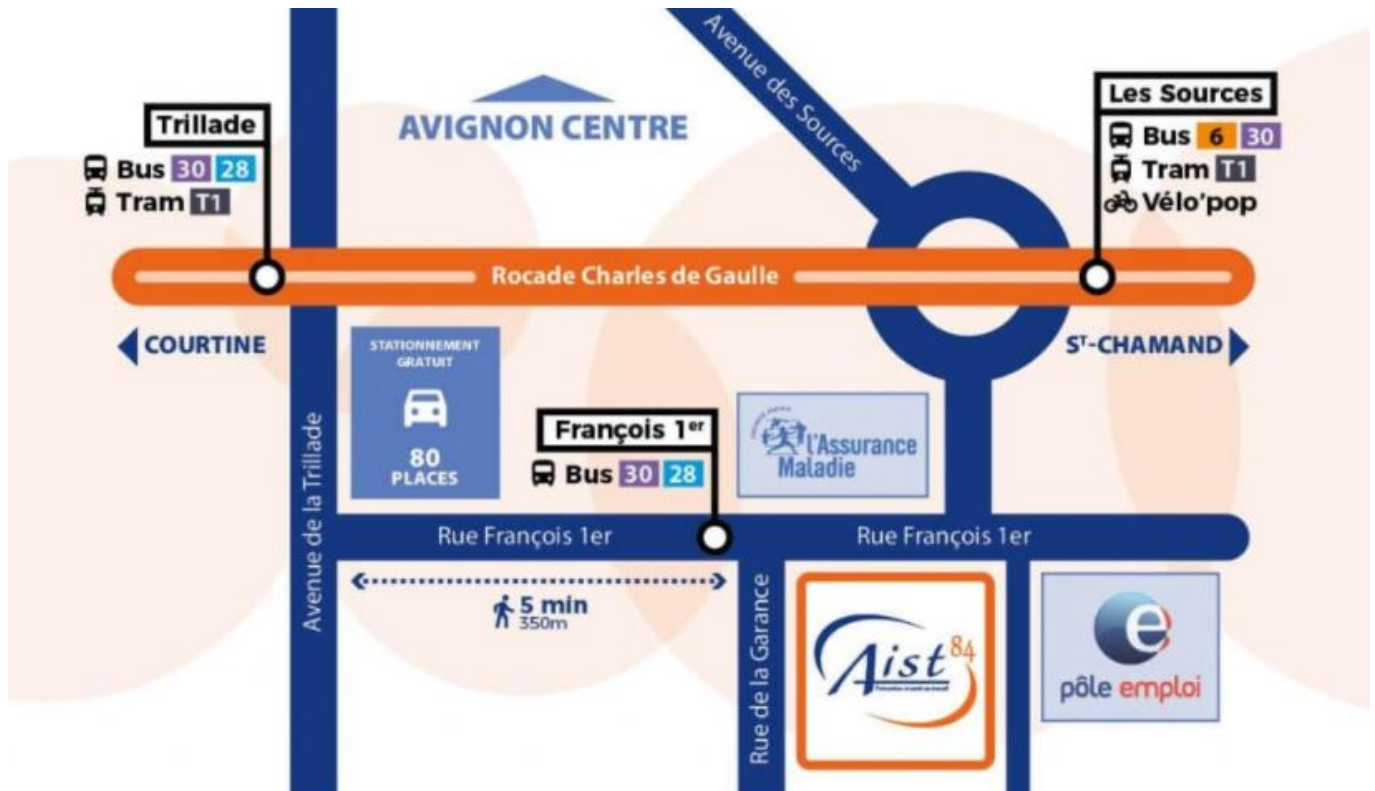 Avenue des Sources
AVIGNON CENTRE
Trillade
Bus 30 28
Tram T1
Les Sources
Bus 6 30
Tram T1
Vélo'pop
Rocade Charles de Gaulle
COURTINE
Sᵀ-CHAMAND
STATIONNEMENT
GRATUIT
80
PLACES
Avenue de la Trillade
François 1ᵉʳ
Bus 30 28
l'Assurance
Maladie
Rue François 1er
Rue François 1er
5 min
350m
Rue de la Garance
Aist 84
e
pôle emploi